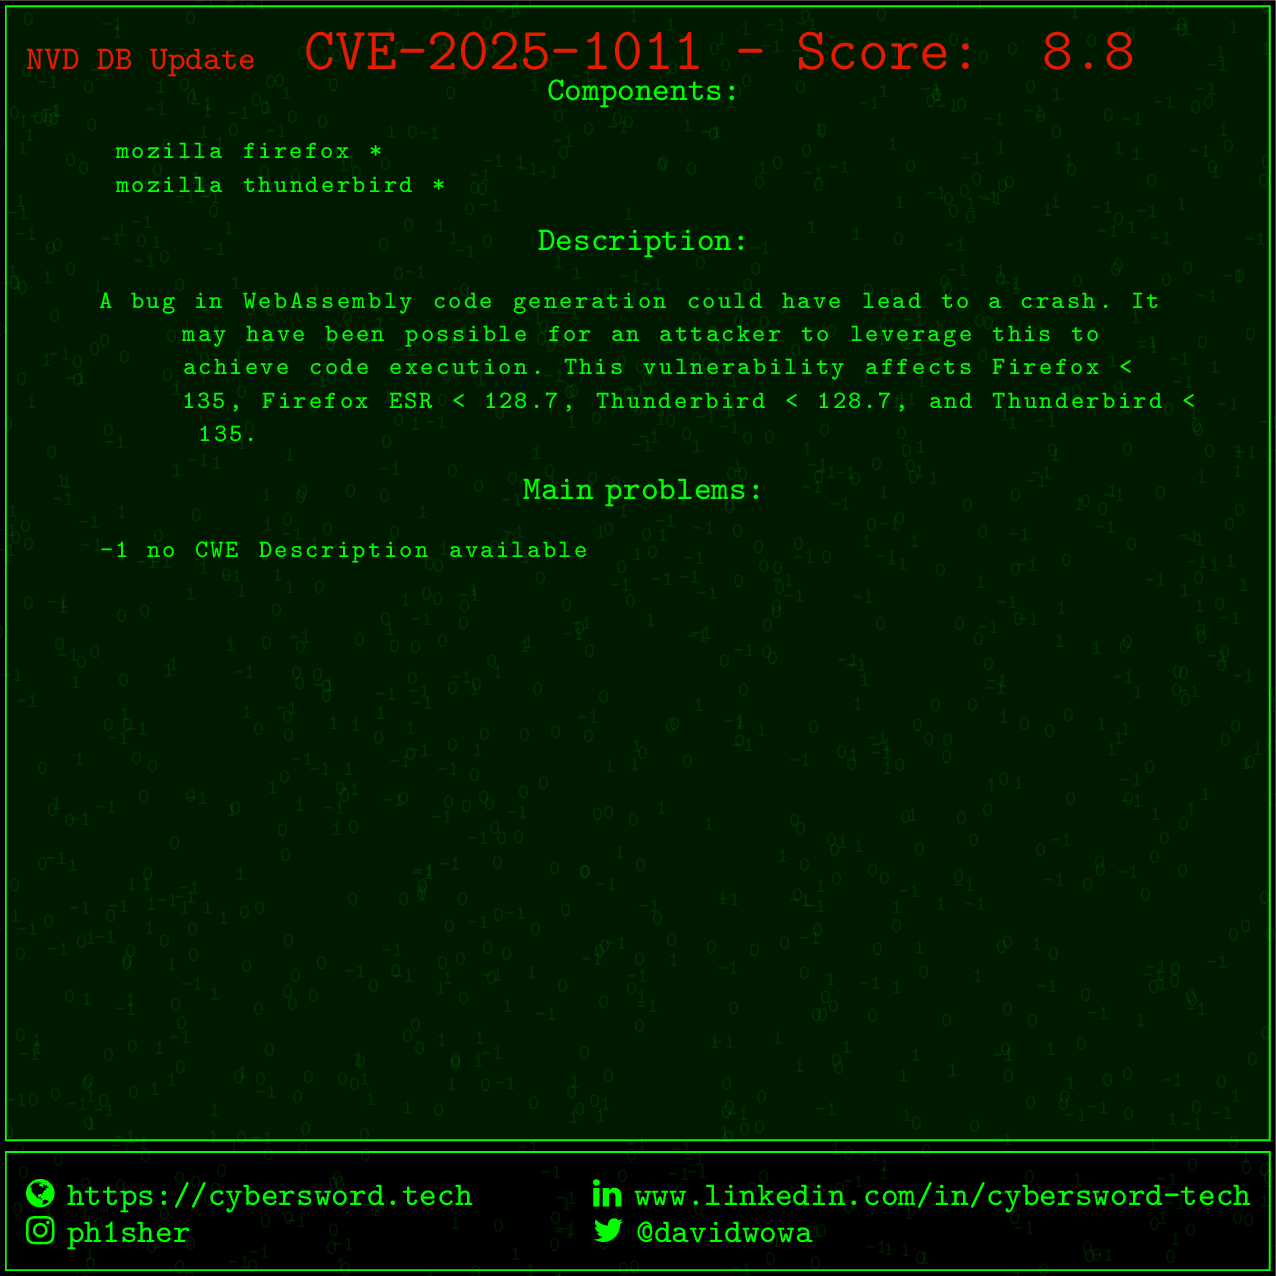 NVD DB Update CVE-2025-1011 - Score: 8.8
Components:
mozilla firefox *
mozilla thunderbird *
Description:
A bug in WebAssembly code generation could have lead to a crash. It
may have been possible for an attacker to leverage this to
achieve code execution. This vulnerability affects Firefox <
135, Firefox ESR < 128.7, Thunderbird < 128.7, and Thunderbird <
135.
Main problems:
-1 no CWE Description available
https://cybersword.tech
www.linkedin.com/in/cybersword-tech
ph1sher
@davidwowa